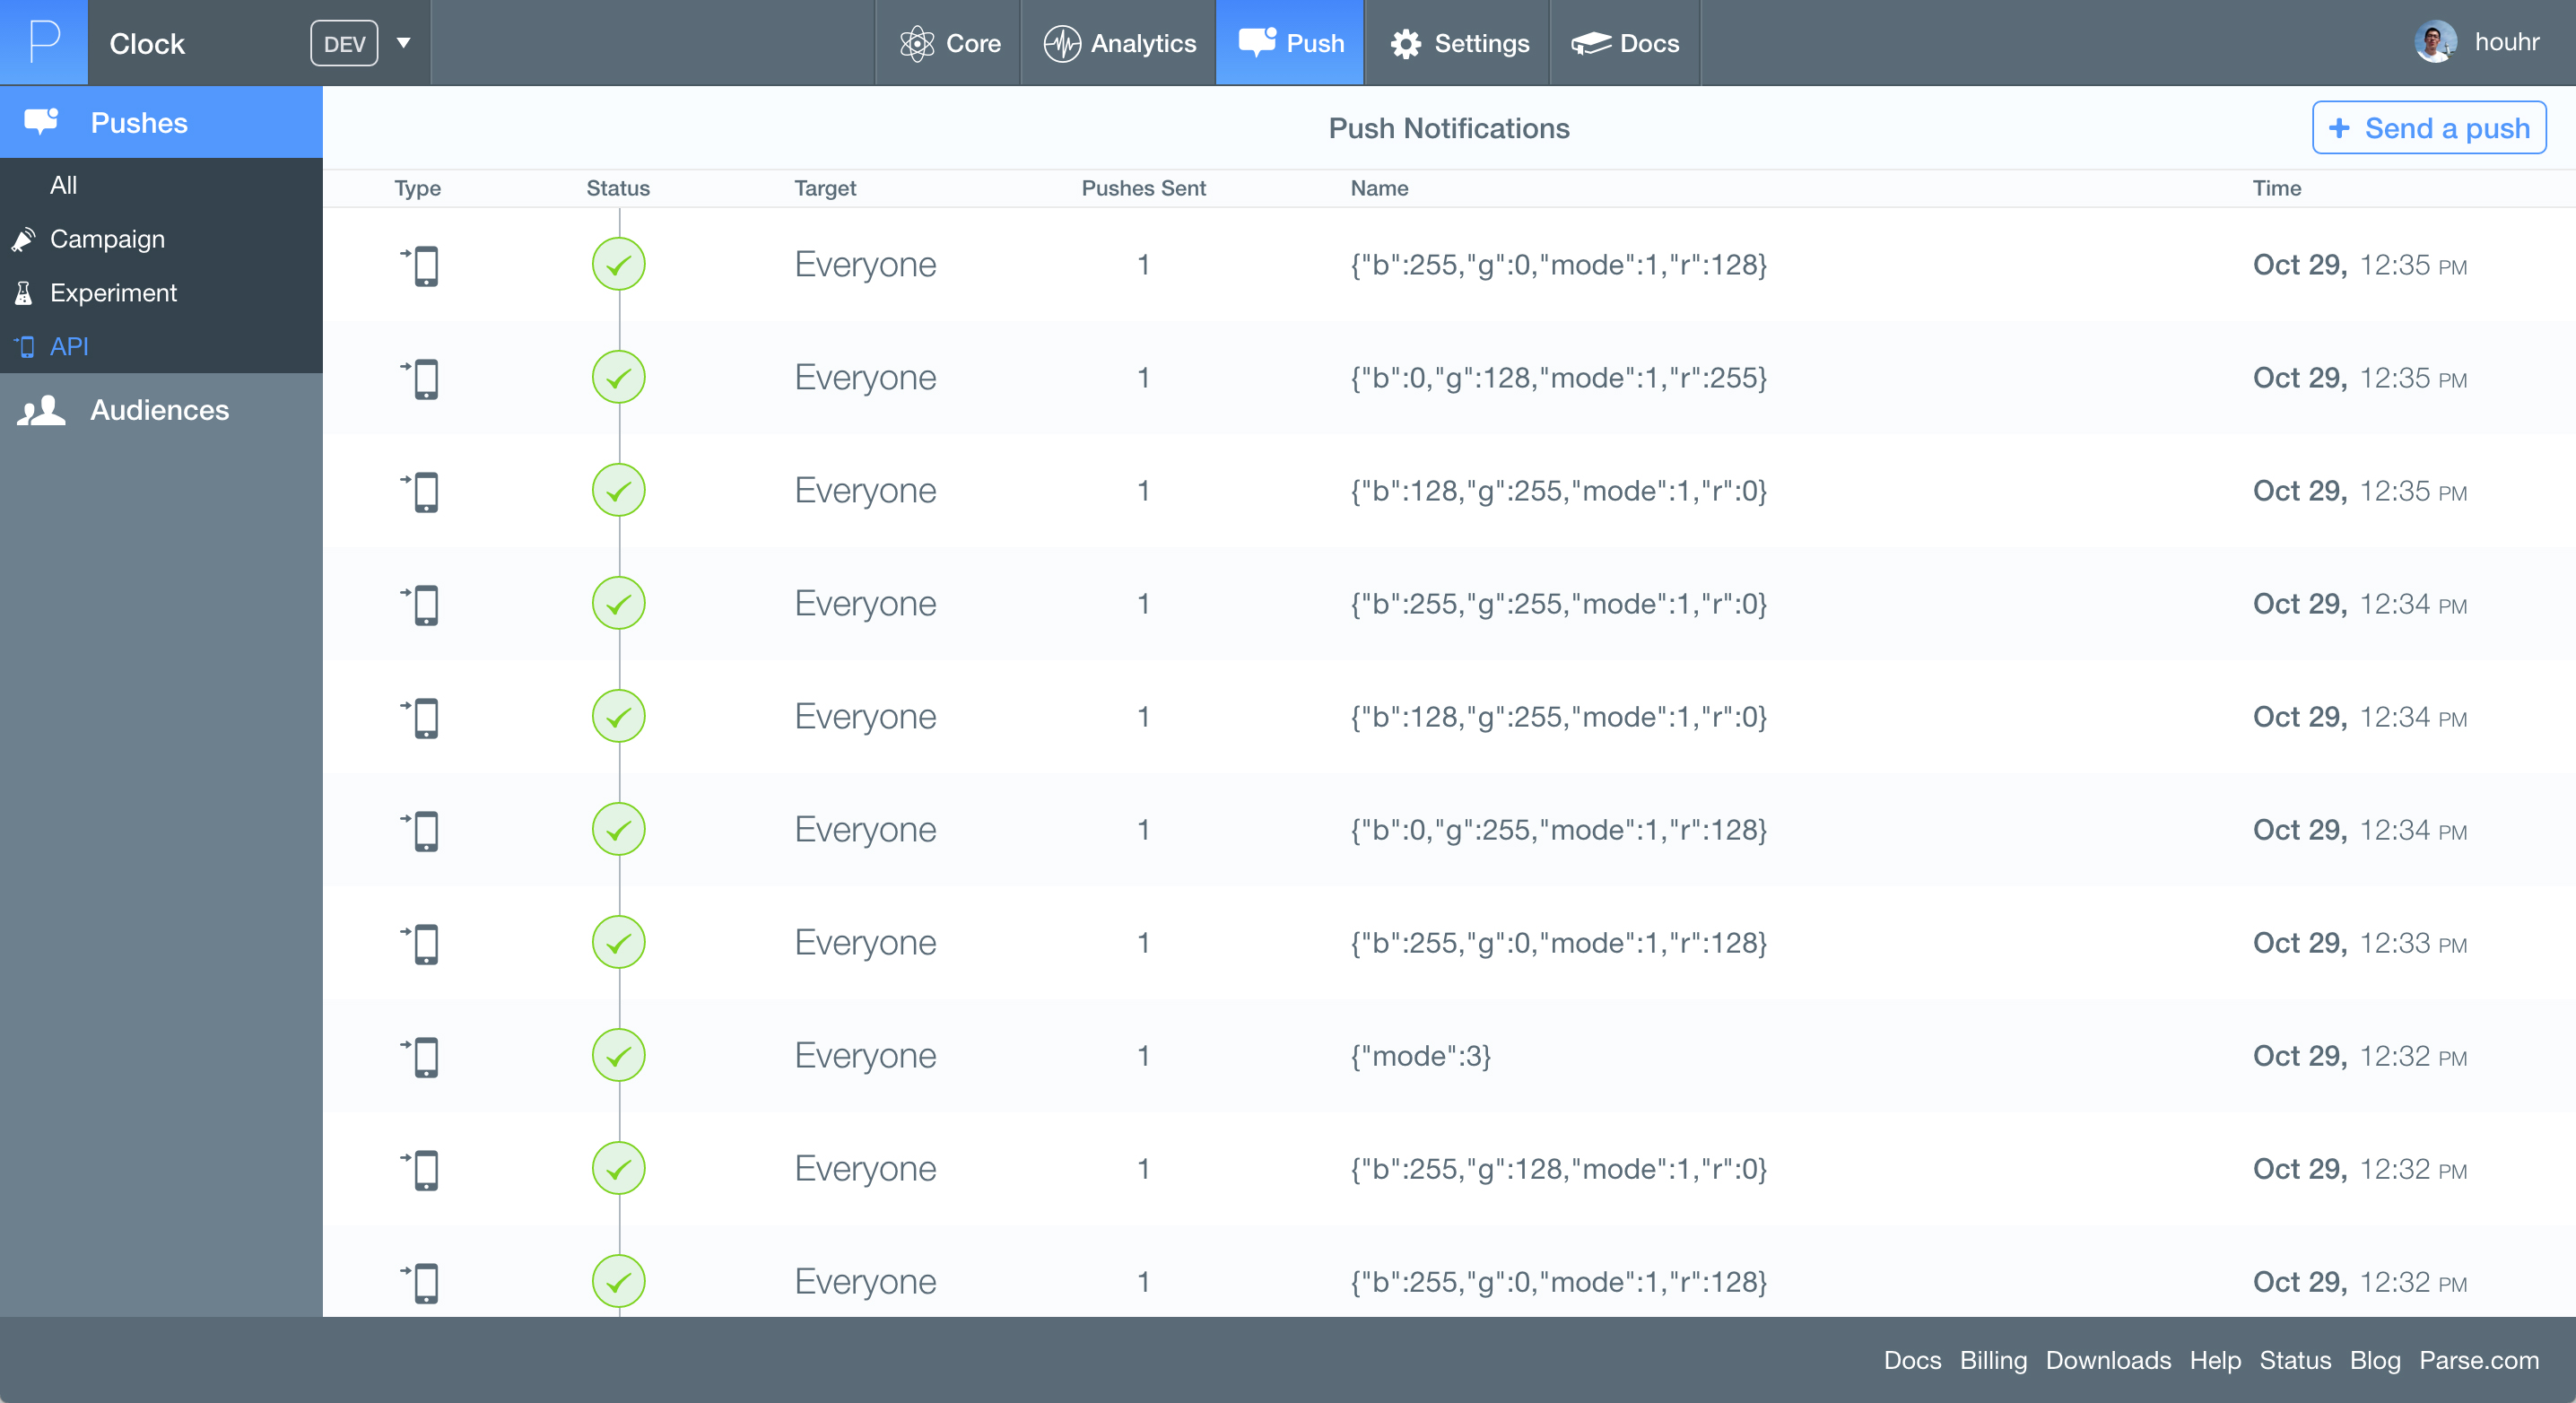 P Clock DEV Core Analytics Push Settings Docs houhr
Pushes
All
Campaign
Experiment
API
Audiences
Push Notifications + Send a push
Type Status Target Pushes Sent Name Time
Everyone 1 {"b":255,"g":0,"mode":1,"r":128} Oct 29, 12:35 PM
Everyone 1 {"b":0,"g":128,"mode":1,"r":255} Oct 29, 12:35 PM
Everyone 1 {"b":128,"g":255,"mode":1,"r":0} Oct 29, 12:35 PM
Everyone 1 {"b":255,"g":255,"mode":1,"r":0} Oct 29, 12:34 PM
Everyone 1 {"b":128,"g":255,"mode":1,"r":0} Oct 29, 12:34 PM
Everyone 1 {"b":0,"g":255,"mode":1,"r":128} Oct 29, 12:34 PM
Everyone 1 {"b":255,"g":0,"mode":1,"r":128} Oct 29, 12:33 PM
Everyone 1 {"mode":3} Oct 29, 12:32 PM
Everyone 1 {"b":255,"g":128,"mode":1,"r":0} Oct 29, 12:32 PM
Everyone 1 {"b":255,"g":0,"mode":1,"r":128} Oct 29, 12:32 PM
Docs Billing Downloads Help Status Blog Parse.com